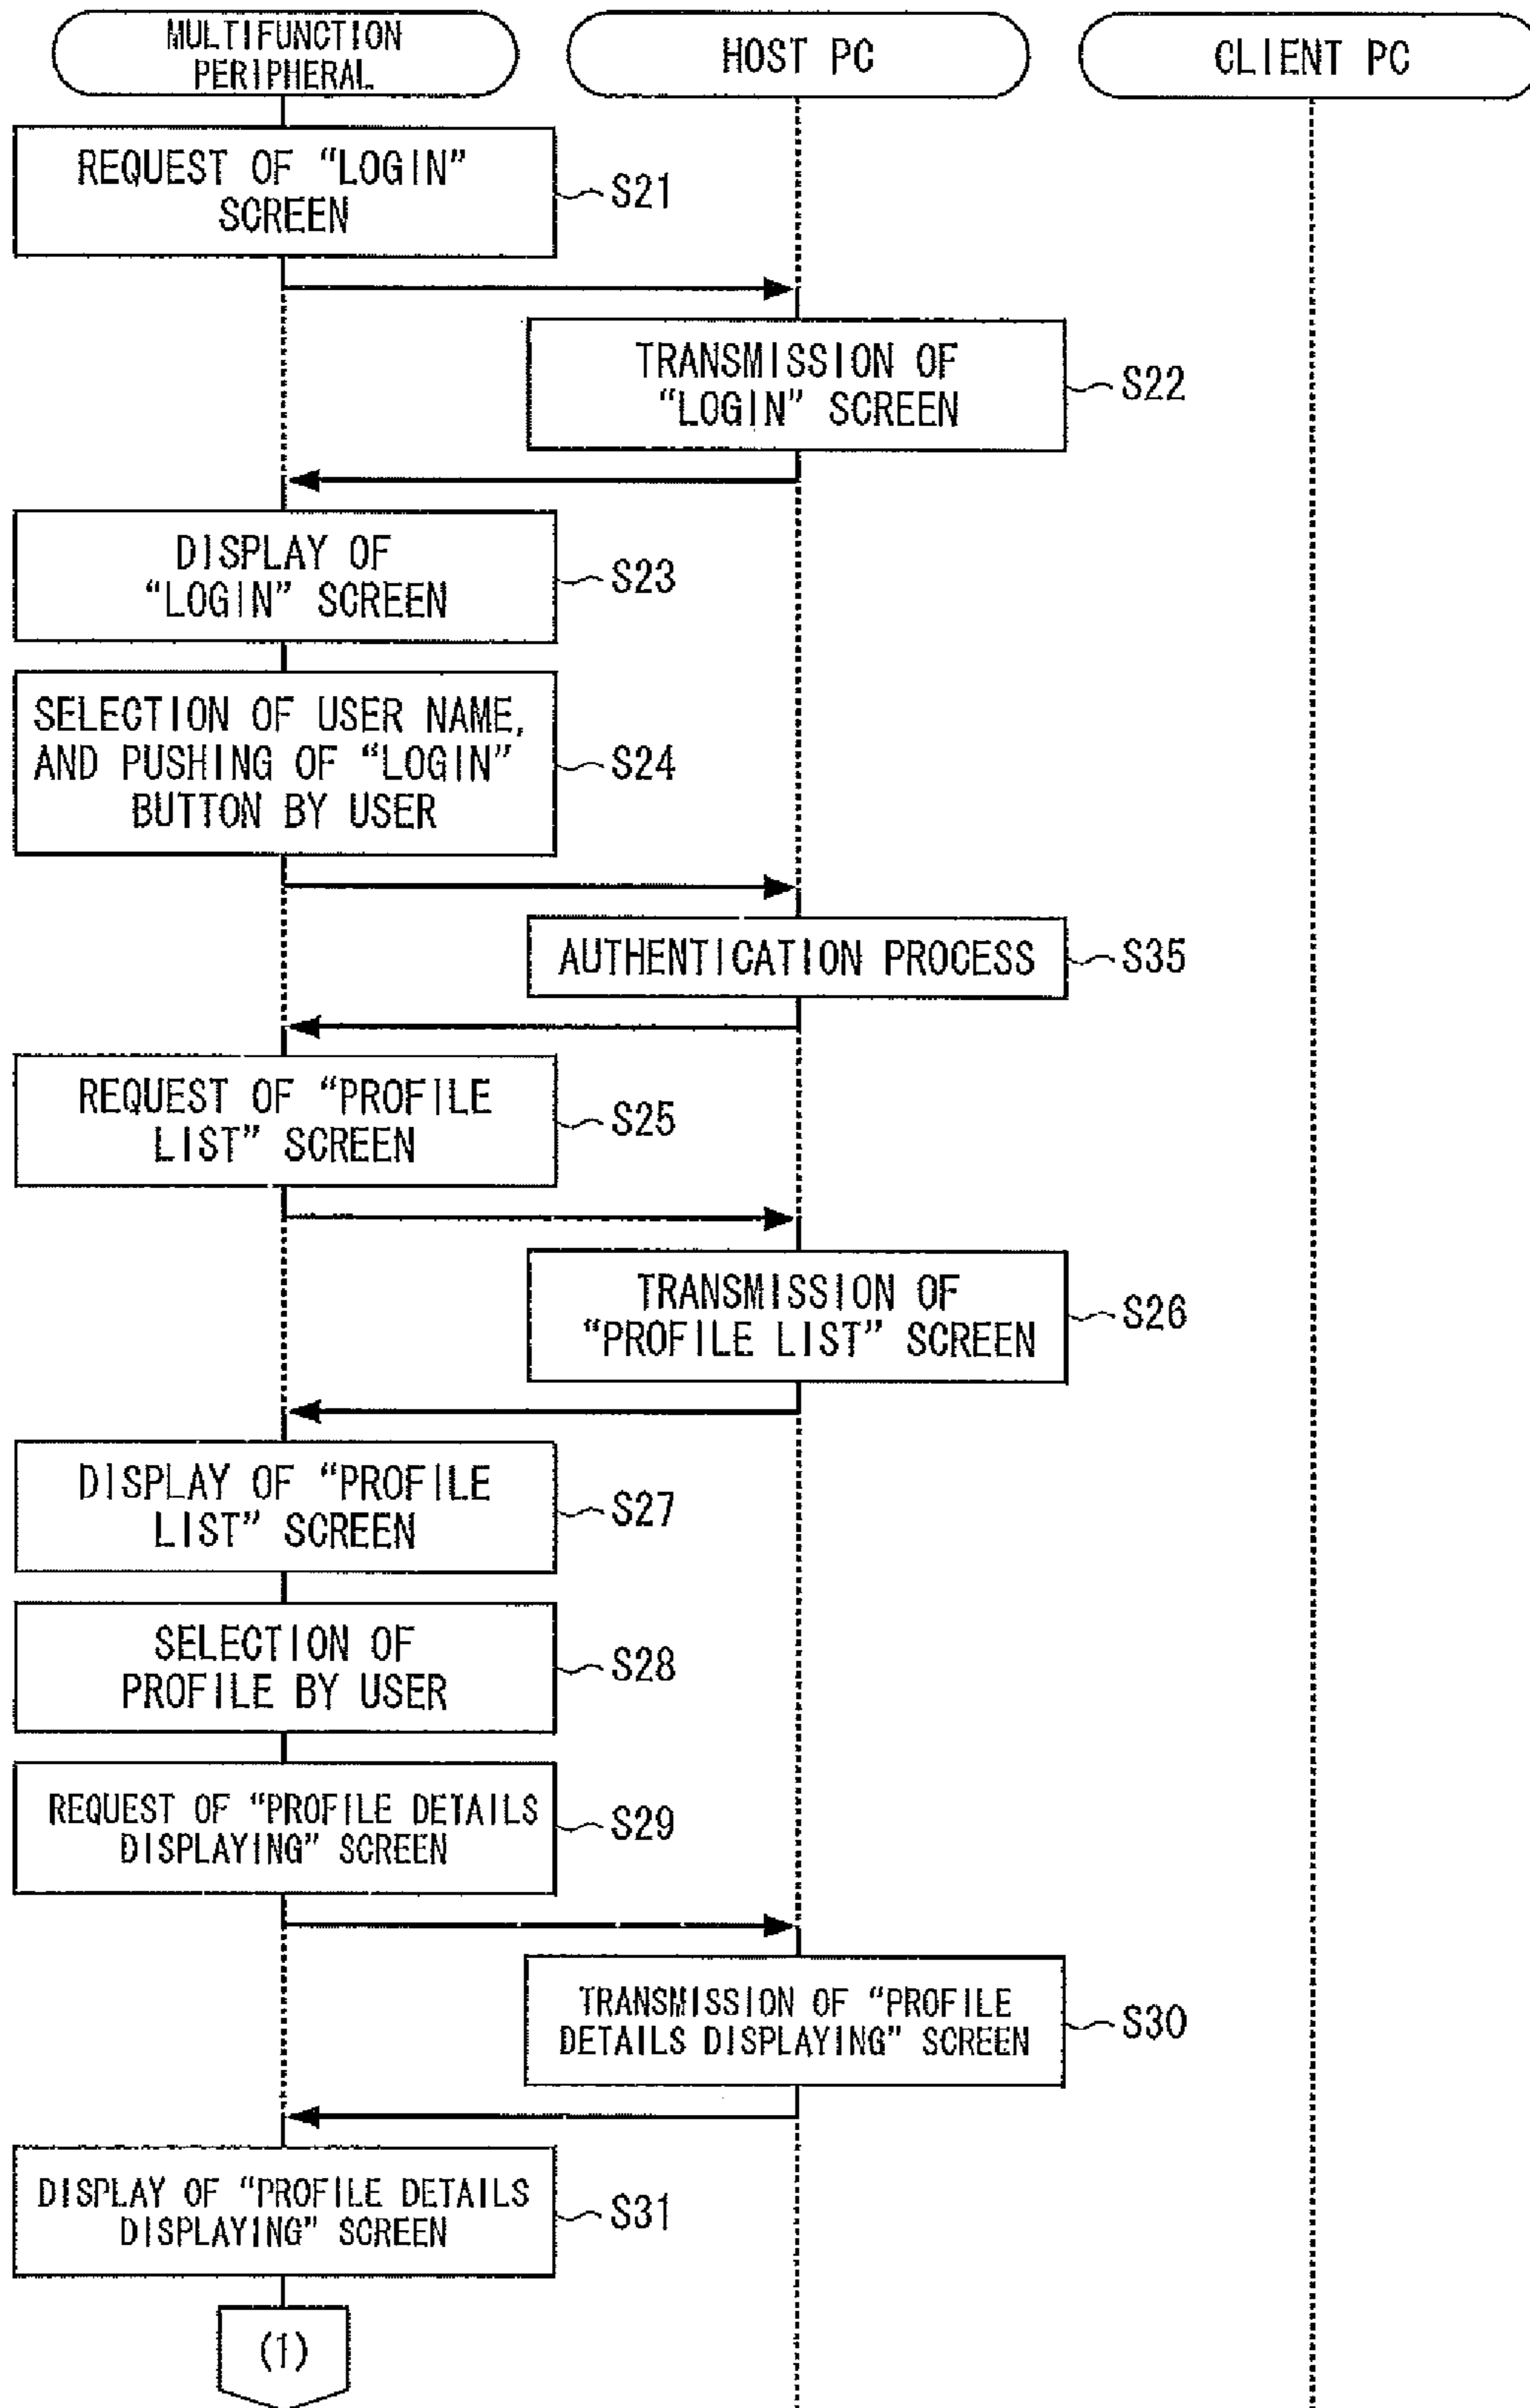 MULTIFUNCTION
PERIPHERAL
HOST PC
CLIENT PC
REQUEST OF “LOGIN”
SCREEN
S21
TRANSMISSION OF
“LOGIN” SCREEN
S22
DISPLAY OF
“LOGIN” SCREEN
S23
SELECTION OF USER NAME,
AND PUSHING OF “LOGIN”
BUTTON BY USER
S24
AUTHENTICATION PROCESS
S35
REQUEST OF “PROFILE
LIST” SCREEN
S25
TRANSMISSION OF
“PROFILE LIST” SCREEN
S26
DISPLAY OF “PROFILE
LIST” SCREEN
S27
SELECTION OF
PROFILE BY USER
S28
REQUEST OF “PROFILE DETAILS
DISPLAYING” SCREEN
S29
TRANSMISSION OF “PROFILE
DETAILS DISPLAYING” SCREEN
S30
DISPLAY OF “PROFILE DETAILS
DISPLAYING” SCREEN
S31
(1)